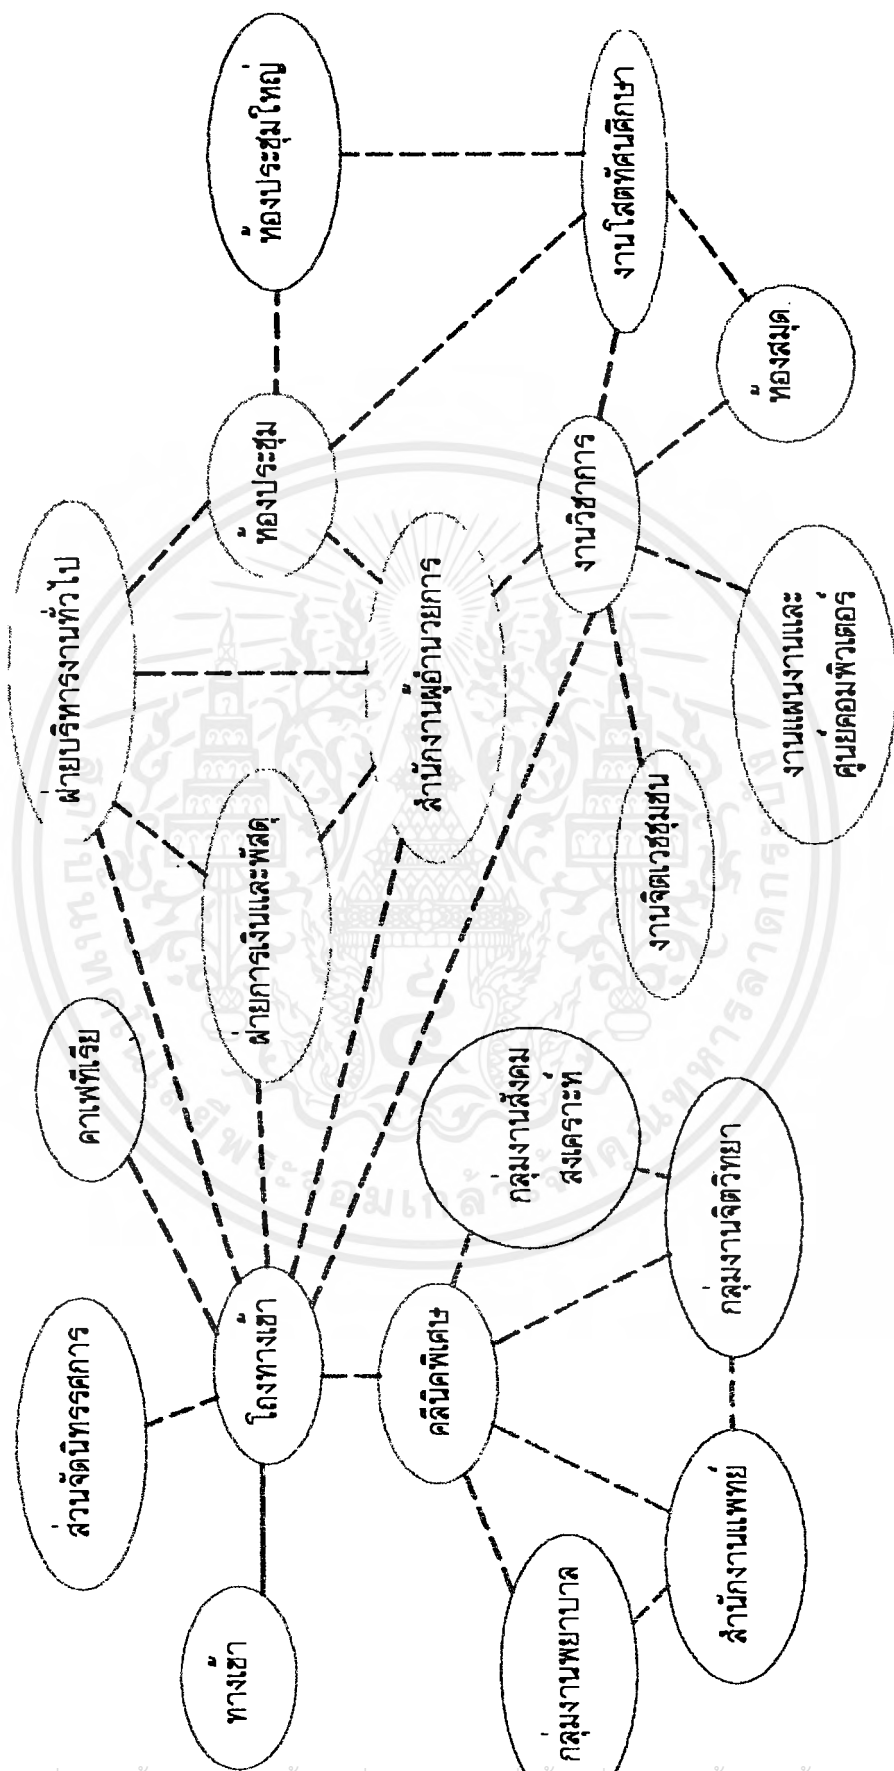 ส่วนจัดนิทรรศการ
คาเฟทีเรีย
ฝ่ายบริหารงานทั่วไป
ห้องประชุมใหญ่
ทางเข้า
โถงทางเข้า
ฝ่ายการเงินและพัสดุ
ห้องประชุม
สำนักงานผู้อำนวยการ
คลีนิคพิเศษ
กลุ่มงานสังคม
สงเคราะห์
งานวิชาการ
งานโสตทัศนศึกษา
กลุ่มงานพยาบาล
สำนักงานแพทย์
กลุ่มงานจิตวิทยา
งานจิตเวชชุมชน
งานแผนงานและ
ศูนย์คอมพิวเตอร์
ห้องสมุด